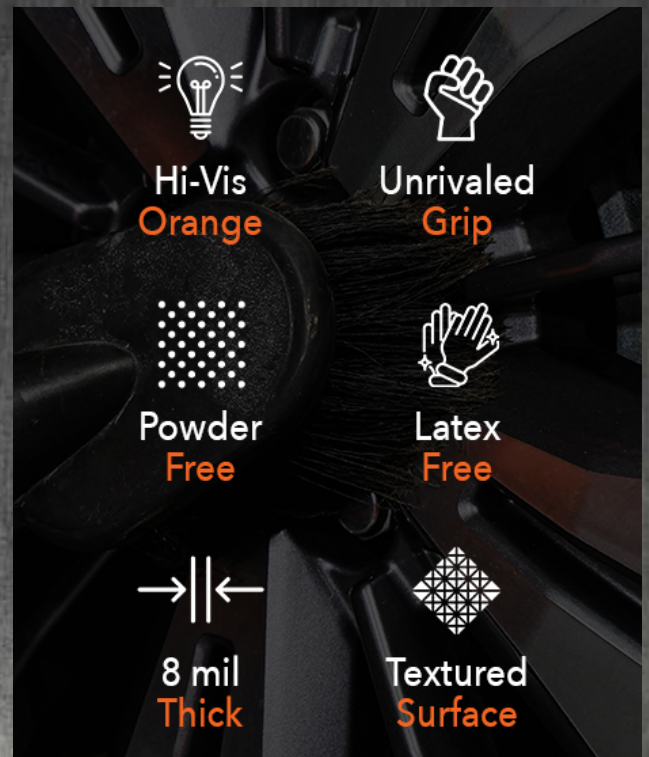 Hi-Vis
Orange
Unrivaled
Grip
Powder
Free
Latex
Free
8 mil
Thick
Textured
Surface